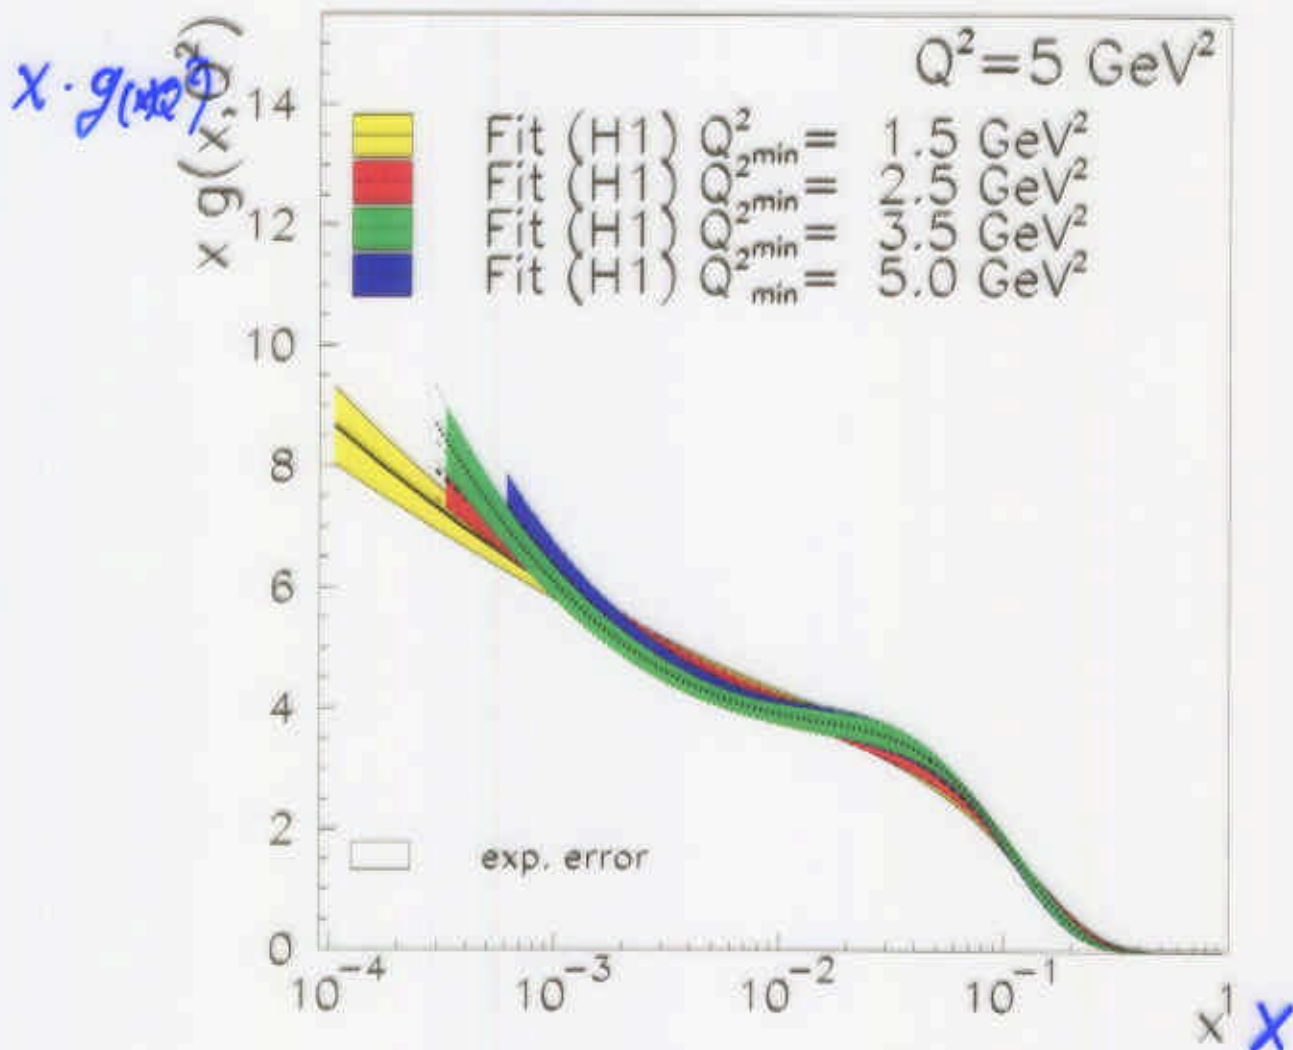 x g(x,Q²)
x · g(x,Q²)
Q²=5 GeV²
Fit (H1) Q²min= 1.5 GeV²
Fit (H1) Q²min= 2.5 GeV²
Fit (H1) Q²min= 3.5 GeV²
Fit (H1) Q²min= 5.0 GeV²
14
12
10
8
6
4
2
0
exp. error
10⁻⁴ 10⁻³ 10⁻² 10⁻¹ 1
x X